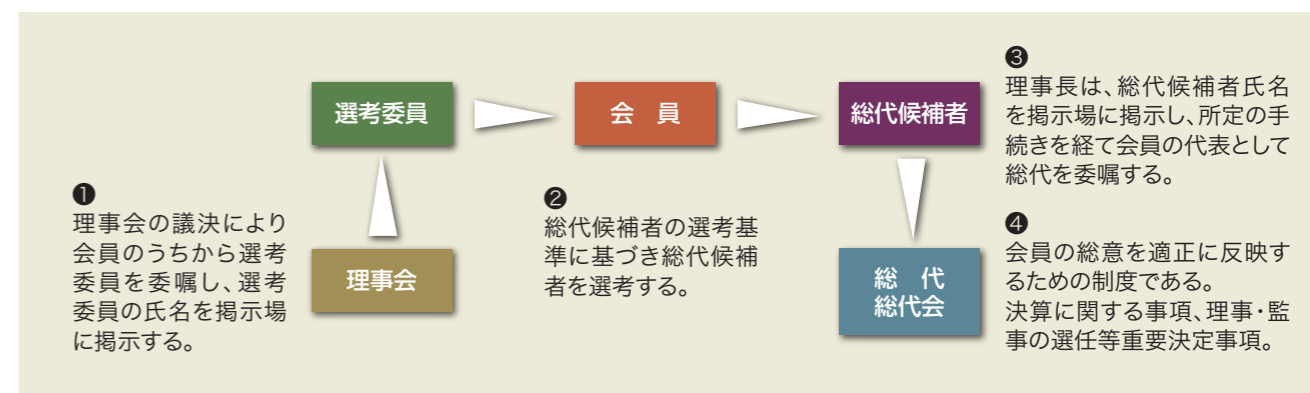 選考委員
会　員
総代候補者
理事会
総　代
総代会
❶
理事会の議決により
会員のうちから選考
委員を委嘱し、選考
委員の氏名を掲示場
に掲示する。
❷
総代候補者の選考基
準に基づき総代候補
者を選考する。
❸
理事長は、総代候補者氏名
を掲示場に掲示し、所定の手
続きを経て会員の代表として
総代を委嘱する。
❹
会員の総意を適正に反映す
るための制度である。
決算に関する事項、理事・監
事の選任等重要決定事項。